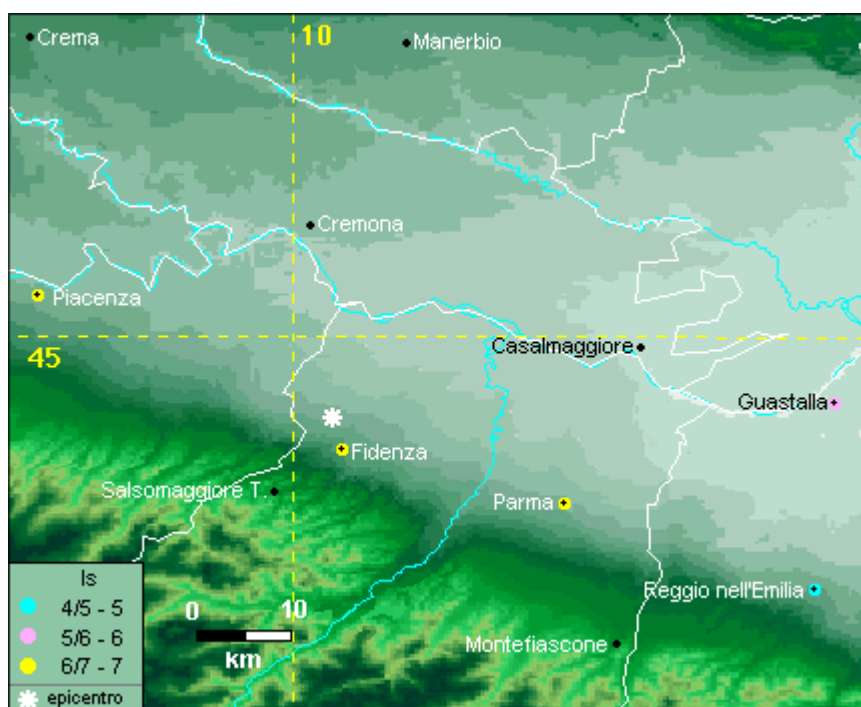 Crema
10
Manerbio
Cremona
Piacenza
45
Casalmaggiore
Guastalla
Fidenza
Salsomaggiore T.
Parma
Is
4/5 - 5
5/6 - 6
6/7 - 7
epicentro
0 10
km
Reggio nell'Emilia
Montefiascone